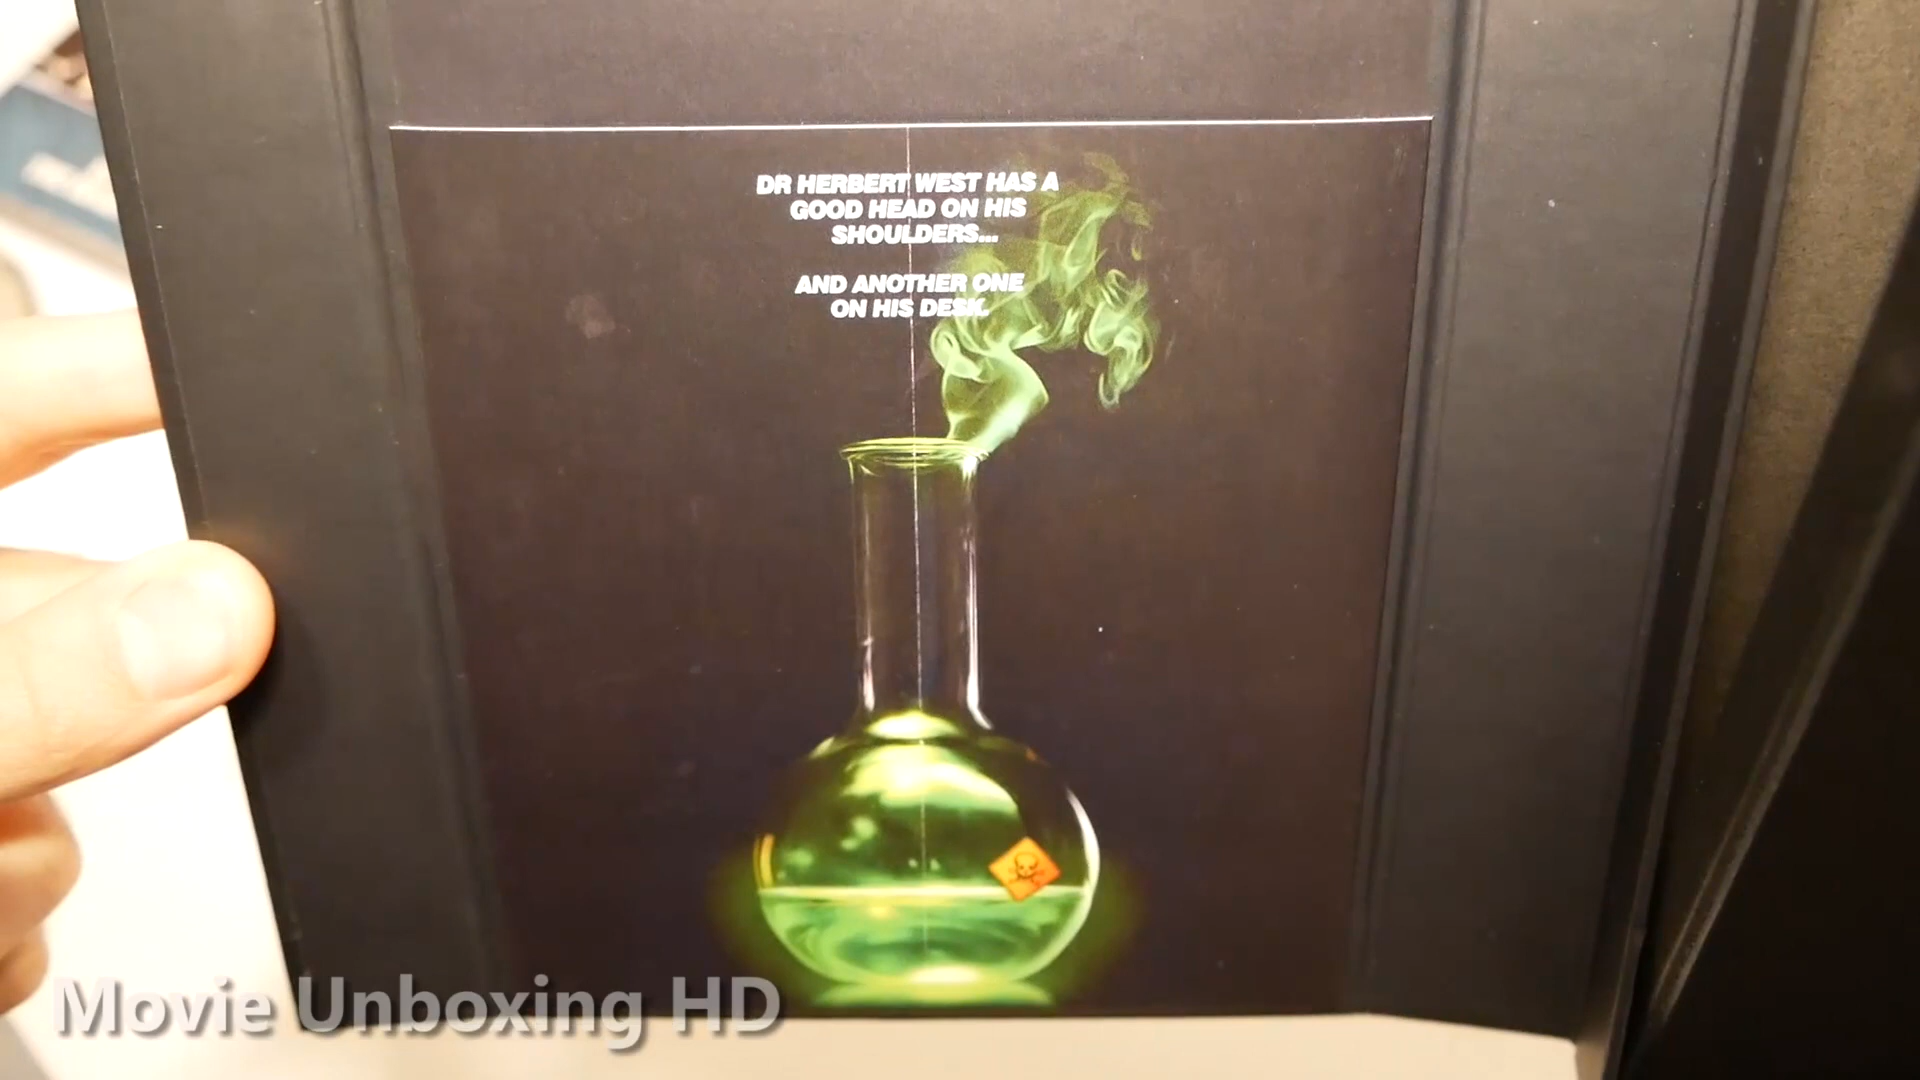 DR HERBERT WEST HAS A
GOOD HEAD ON HIS
SHOULDERS...
AND ANOTHER ONE
ON HIS DESK.
Movie Unboxing HD